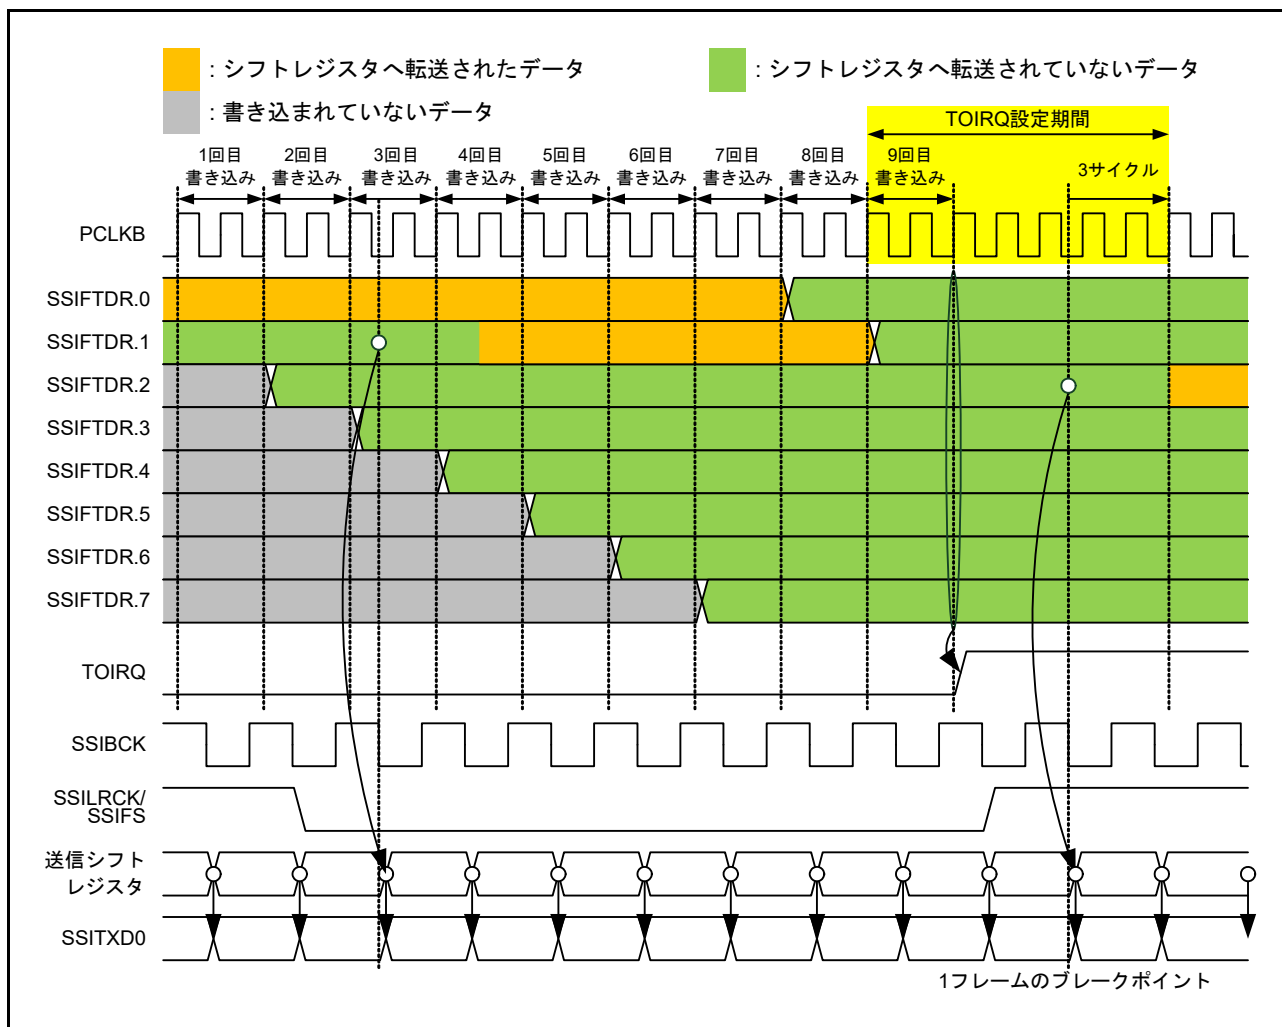 : シフトレジスタへ転送されたデータ
: シフトレジスタへ転送されていないデータ
: 書き込まれていないデータ
TOIRQ設定期間
1回目
書き込み
2回目
書き込み
3回目
書き込み
4回目
書き込み
5回目
書き込み
6回目
書き込み
7回目
書き込み
8回目
書き込み
9回目
書き込み
3サイクル
PCLKB
SSIFTDR.0
SSIFTDR.1
SSIFTDR.2
SSIFTDR.3
SSIFTDR.4
SSIFTDR.5
SSIFTDR.6
SSIFTDR.7
TOIRQ
SSIBCK
SSILRCK/
SSIFS
送信シフト
レジスタ
SSITXD0
1フレームのブレークポイント